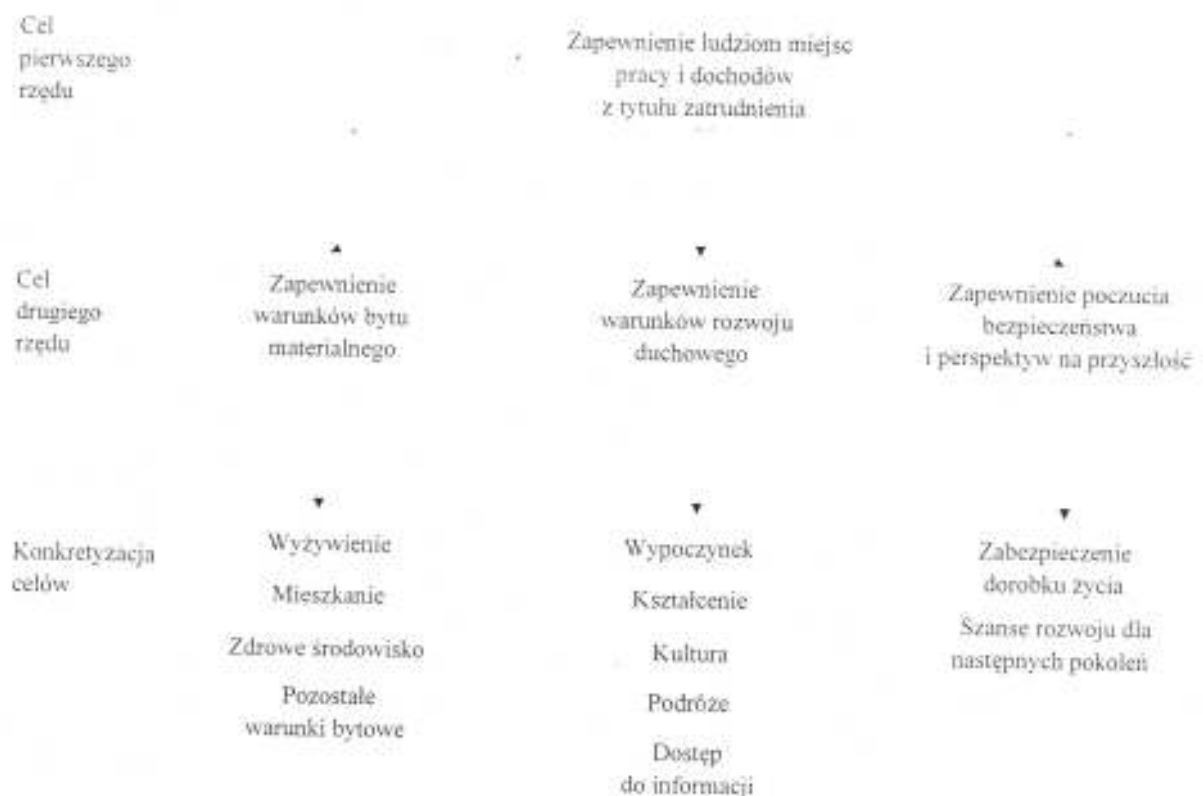 Cel
pierwszego
rzędu
Zapewnienie ludziom miejsc
pracy i dochodów
z tytułu zatrudnienia
Cel
drugiego
rzędu
Zapewnienie
warunków bytu
materialnego
Zapewnienie
warunków rozwoju
duchowego
Zapewnienie poczucia
bezpieczeństwa
i perspektyw na przyszłość
Konkretyzacja
celów
Wyżywienie
Mieszkanie
Zdrowe środowisko
Pozostałe
warunki bytowe
Wypoczynek
Kształcenie
Kultura
Podróże
Dostęp
do informacji
Zabezpieczenie
dorobku życia
Szanse rozwoju dla
następnych pokoleń